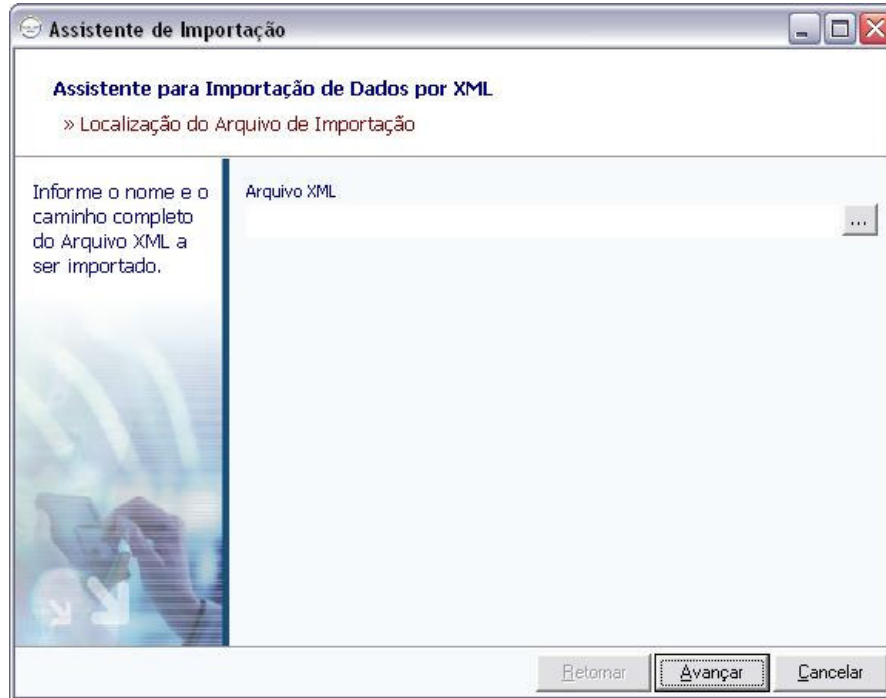 Assistente de Importação
Assistente para Importação de Dados por XML
» Localização do Arquivo de Importação
Informe o nome e o
caminho completo
do Arquivo XML a
ser importado.
Arquivo XML
...
Retornar Avançar Cancelar